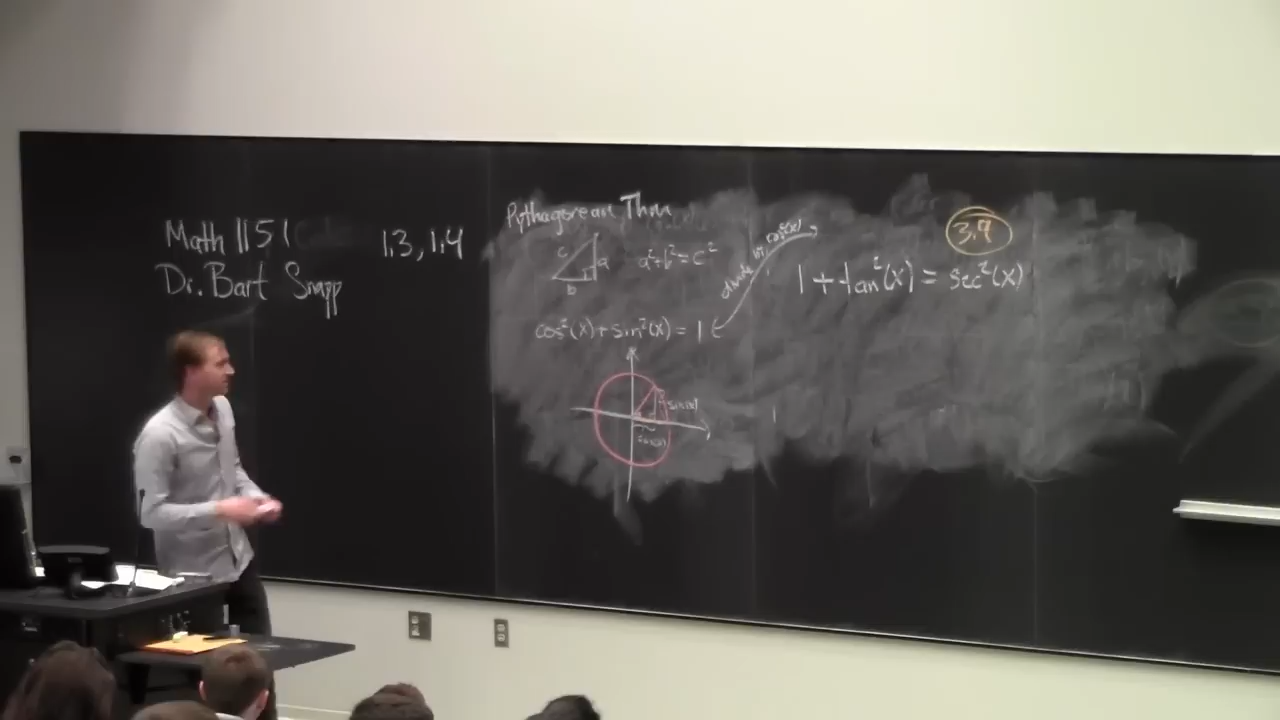 Math 1151
Dr. Bart Snapp
1.3, 1.4
Pythagorean Thm
c
a
b
a²+b²=c²
cos²(x)+sin²(x)=1
divide by cos²(x)
sin(x)
cos(x)
3.9
1+tan²(x)=sec²(x)